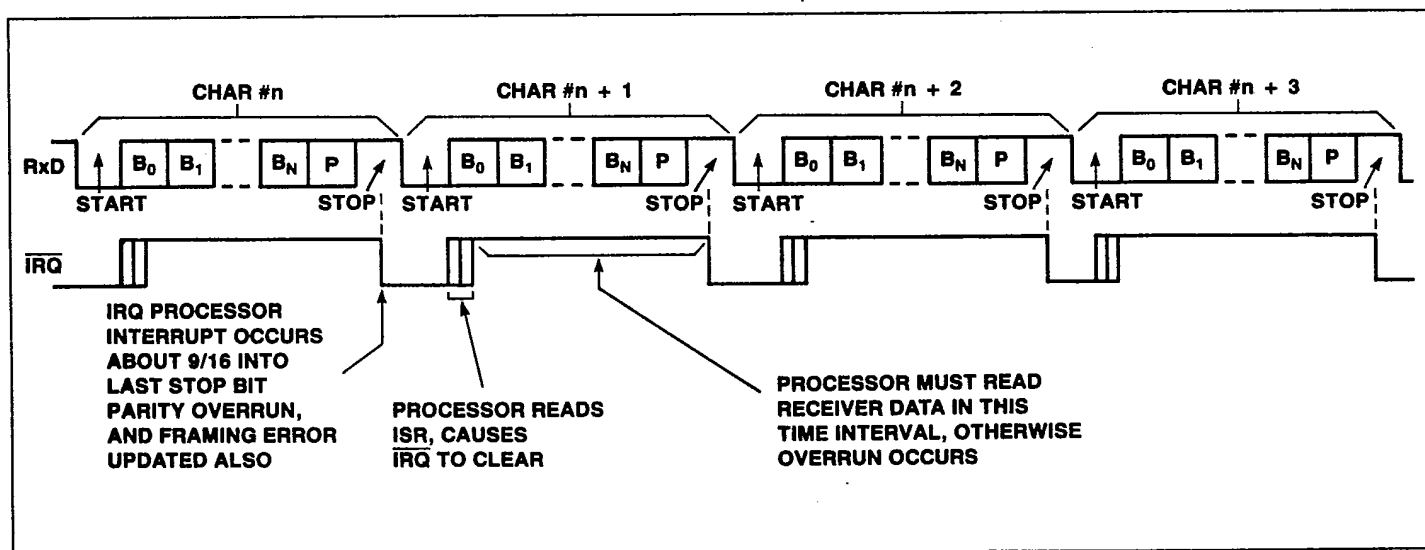 CHAR #n CHAR #n + 1 CHAR #n + 2 CHAR #n + 3
RxD B0 B1 BN P B0 B1 BN P B0 B1 BN P B0 B1 BN P
START STOP START STOP START STOP START STOP
IRQ
IRQ PROCESSOR
INTERRUPT OCCURS
ABOUT 9/16 INTO
LAST STOP BIT
PARITY OVERRUN,
AND FRAMING ERROR
UPDATED ALSO
PROCESSOR READS
ISR, CAUSES
IRQ TO CLEAR
PROCESSOR MUST READ
RECEIVER DATA IN THIS
TIME INTERVAL, OTHERWISE
OVERRUN OCCURS